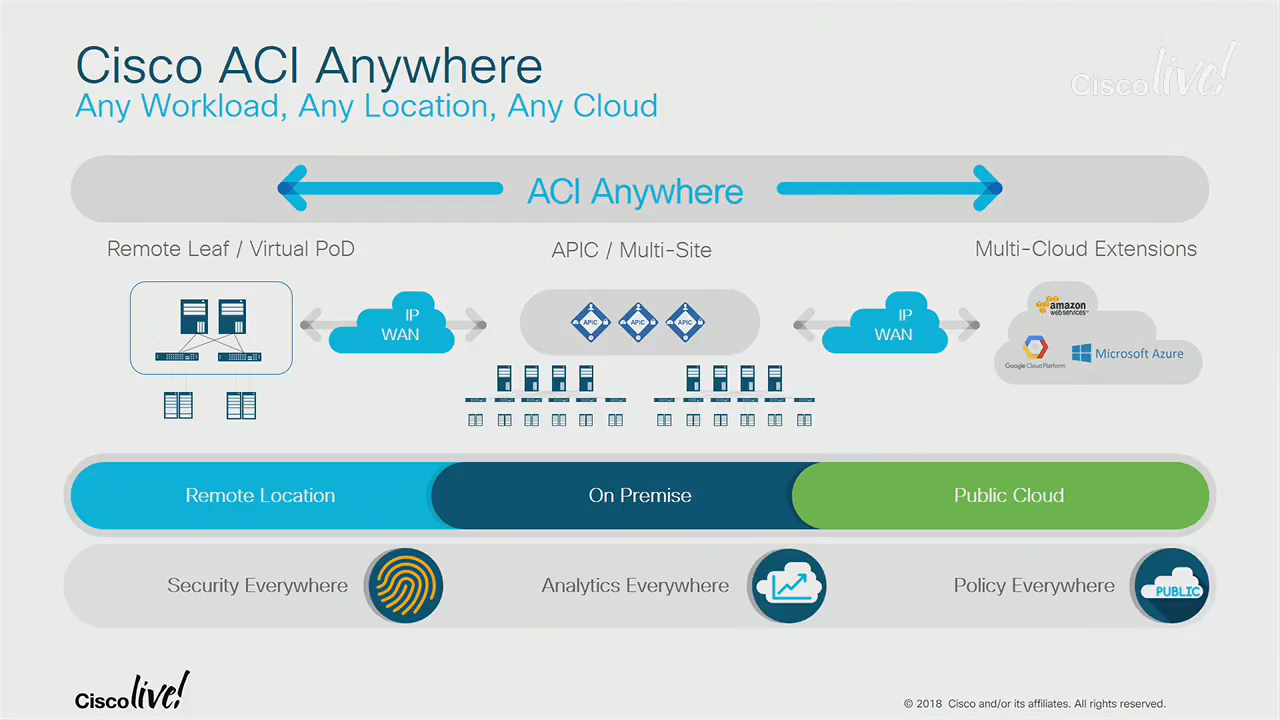 Cisco ACI Anywhere
Any Workload, Any Location, Any Cloud
Cisco live!
ACI Anywhere
Remote Leaf / Virtual PoD
APIC / Multi-Site
Multi-Cloud Extensions
IP
WAN
APIC
APIC
APIC
IP
WAN
amazon
webservices™
Google Cloud Platform
Microsoft Azure
Remote Location
On Premise
Public Cloud
Security Everywhere
Analytics Everywhere
Policy Everywhere
PUBLIC
Cisco live!
© 2018 Cisco and/or its affiliates. All rights reserved.